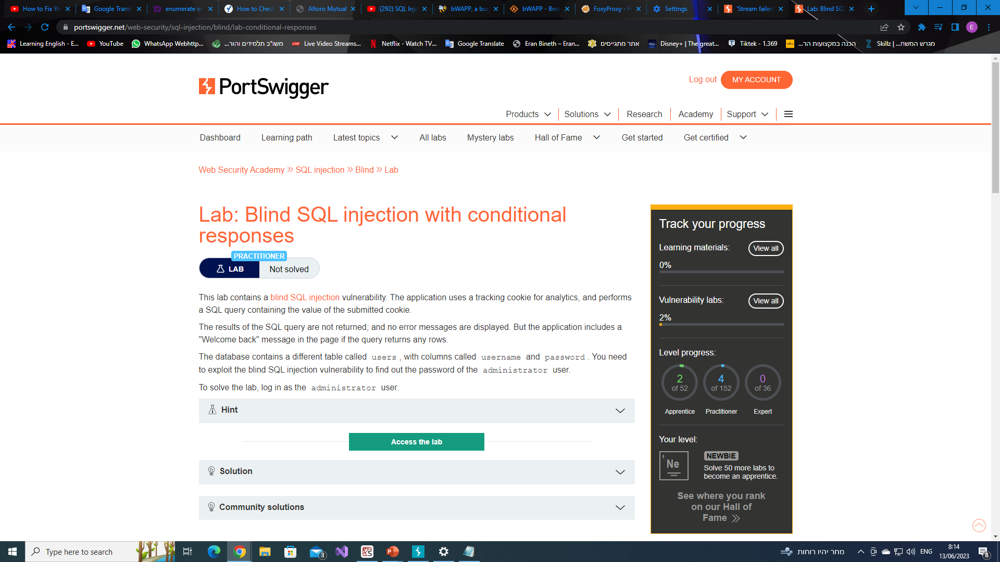 How to Fix Yo
Google Transl
enumerate in
How to Check
Altoro Mutual
(292) SQL Inje
bWAPP, a bug
bWAPP - Brow
FoxyProxy - H
Settings
'Stream failed
Lab: Blind SQ
portswigger.net/web-security/sql-injection/blind/lab-conditional-responses
E
Learning English - E...
YouTube
WhatsApp Webhttp...
משו"ב תלמידים והור...
LIVE
Live Video Streams...
Netflix - Watch TV...
Google Translate
Eran Bineth – Eran...
אתר מתגייסים
Disney+ | The great...
Tiktek - 1.369
הכנה במקצועות הר...
Skillz | ...מגרש המשח
PortSwigger
Log out
MY ACCOUNT
Products
Solutions
Research
Academy
Support
Dashboard
Learning path
Latest topics
All labs
Mystery labs
Hall of Fame
Get started
Get certified
Web Security Academy » SQL injection » Blind » Lab
Lab: Blind SQL injection with conditional
responses
PRACTITIONER
LAB
Not solved
This lab contains a blind SQL injection vulnerability. The application uses a tracking cookie for analytics, and performs
a SQL query containing the value of the submitted cookie.
The results of the SQL query are not returned, and no error messages are displayed. But the application includes a
"Welcome back" message in the page if the query returns any rows.
The database contains a different table called users, with columns called username and password. You need
to exploit the blind SQL injection vulnerability to find out the password of the administrator user.
To solve the lab, log in as the administrator user.
Hint
Access the lab
Solution
Community solutions
Track your progress
Learning materials:
View all
0%
Vulnerability labs:
View all
2%
Level progress:
2
of 52
4
of 152
0
of 36
Apprentice
Practitioner
Expert
Your level:
Ne
NEWBIE
Solve 50 more labs to
become an apprentice.
See where you rank
on our Hall of
Fame »
Type here to search
3
מחר יהיו רוחות
ENG
8:14
13/06/2023
8